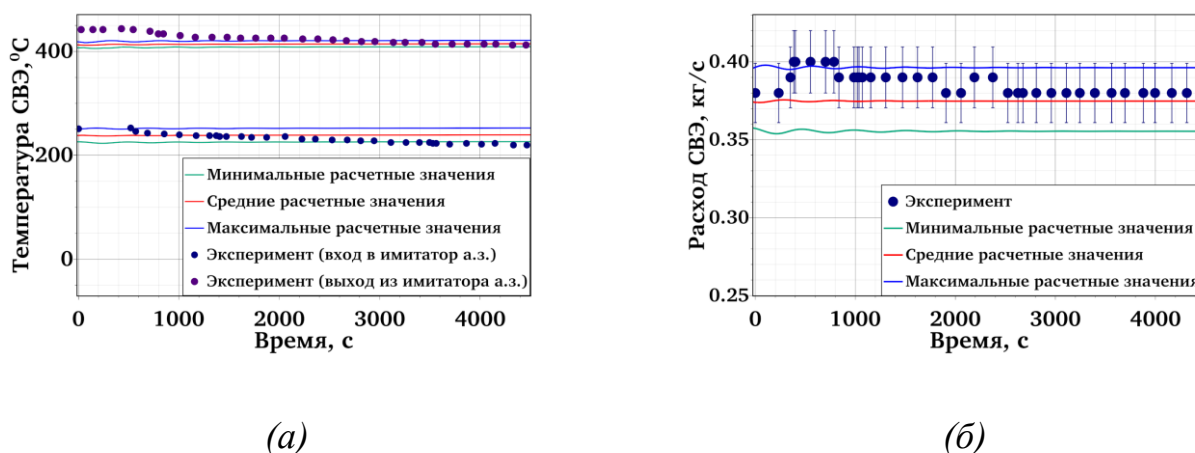 Температура СВЭ,⁰С
400
200
0
Минимальные расчетные значения
Средние расчетные значения
Максимальные расчетные значения
Эксперимент (вход в имитатор а.з.)
Эксперимент (выход из имитатора а.з.)
0 1000 2000 3000 4000
Время, с
(а)
Расход СВЭ, кг/с
0.40
0.35
0.30
0.25
Эксперимент
Минимальные расчетные значения
Средние расчетные значения
Максимальные расчетные значения
0 1000 2000 3000 4000
Время, с
(б)